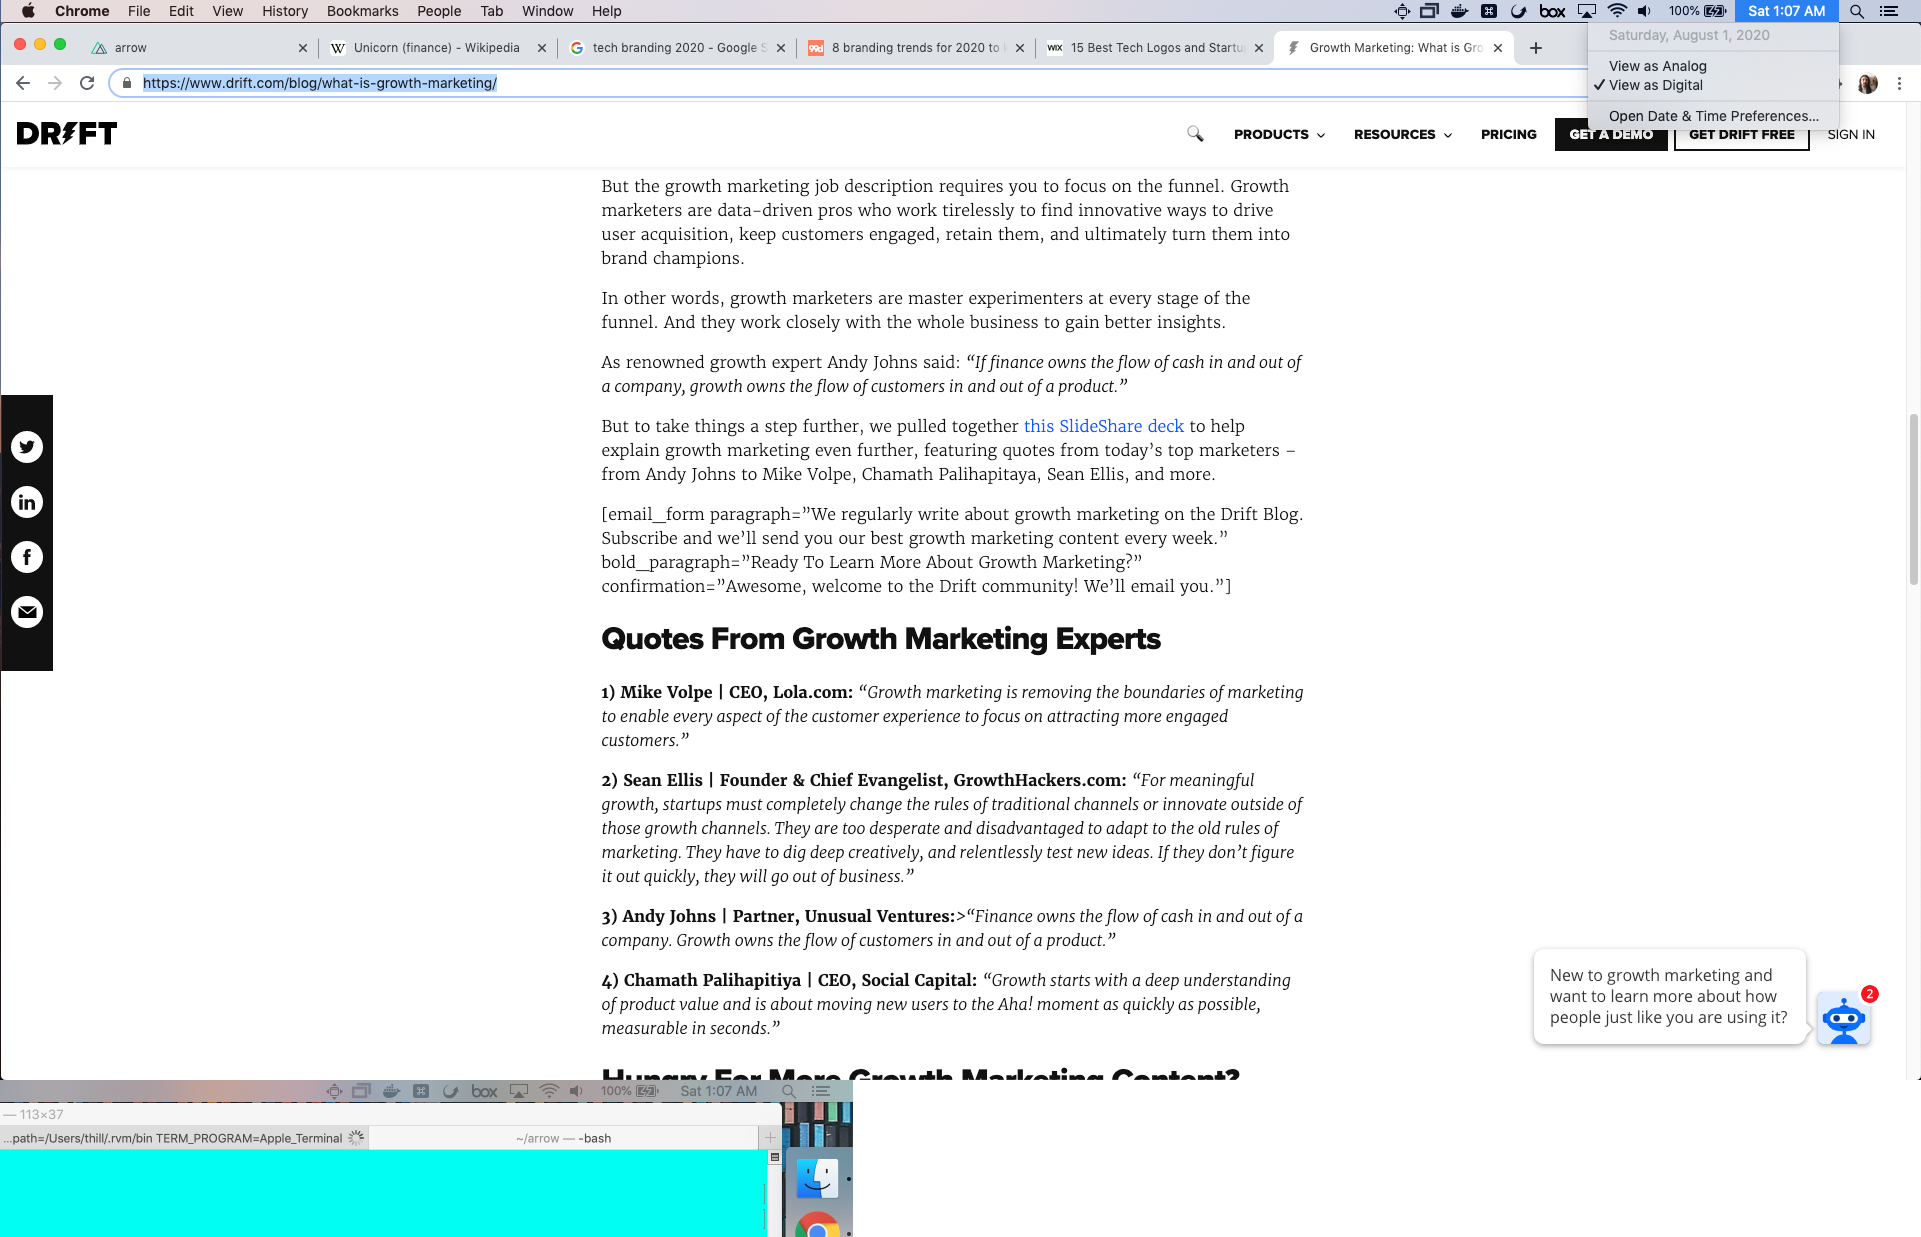 Chrome File Edit View History Bookmarks People Tab Window Help box 100% Sat 1:07 AM
Saturday, August 1, 2020
View as Analog
✓ View as Digital
Open Date & Time Preferences...
arrow
W Unicorn (finance) - Wikipedia
G tech branding 2020 - Google S
99d 8 branding trends for 2020 to
WIX 15 Best Tech Logos and Startu
Growth Marketing: What is Gro
https://www.drift.com/blog/what-is-growth-marketing/
DRIFT
PRODUCTS RESOURCES PRICING GET A DEMO GET DRIFT FREE SIGN IN
But the growth marketing job description requires you to focus on the funnel. Growth
marketers are data-driven pros who work tirelessly to find innovative ways to drive
user acquisition, keep customers engaged, retain them, and ultimately turn them into
brand champions.
In other words, growth marketers are master experimenters at every stage of the
funnel. And they work closely with the whole business to gain better insights.
As renowned growth expert Andy Johns said: “If finance owns the flow of cash in and out of
a company, growth owns the flow of customers in and out of a product.”
But to take things a step further, we pulled together this SlideShare deck to help
explain growth marketing even further, featuring quotes from today’s top marketers –
from Andy Johns to Mike Volpe, Chamath Palihapitaya, Sean Ellis, and more.
[email_form paragraph=”We regularly write about growth marketing on the Drift Blog.
Subscribe and we’ll send you our best growth marketing content every week.”
bold_paragraph=”Ready To Learn More About Growth Marketing?”
confirmation=”Awesome, welcome to the Drift community! We’ll email you.”]
Quotes From Growth Marketing Experts
1) Mike Volpe | CEO, Lola.com: “Growth marketing is removing the boundaries of marketing
to enable every aspect of the customer experience to focus on attracting more engaged
customers.”
2) Sean Ellis | Founder & Chief Evangelist, GrowthHackers.com: “For meaningful
growth, startups must completely change the rules of traditional channels or innovate outside of
those growth channels. They are too desperate and disadvantaged to adapt to the old rules of
marketing. They have to dig deep creatively, and relentlessly test new ideas. If they don’t figure
it out quickly, they will go out of business.”
3) Andy Johns | Partner, Unusual Ventures:>“Finance owns the flow of cash in and out of a
company. Growth owns the flow of customers in and out of a product.”
4) Chamath Palihapitiya | CEO, Social Capital: “Growth starts with a deep understanding
of product value and is about moving new users to the Aha! moment as quickly as possible,
measurable in seconds.”
Hungry For More Growth Marketing Content?
New to growth marketing and
want to learn more about how
people just like you are using it?
2
box 100% Sat 1:07 AM
— 113×37
...path=/Users/thill/.rvm/bin TERM_PROGRAM=Apple_Terminal
~/arrow — -bash